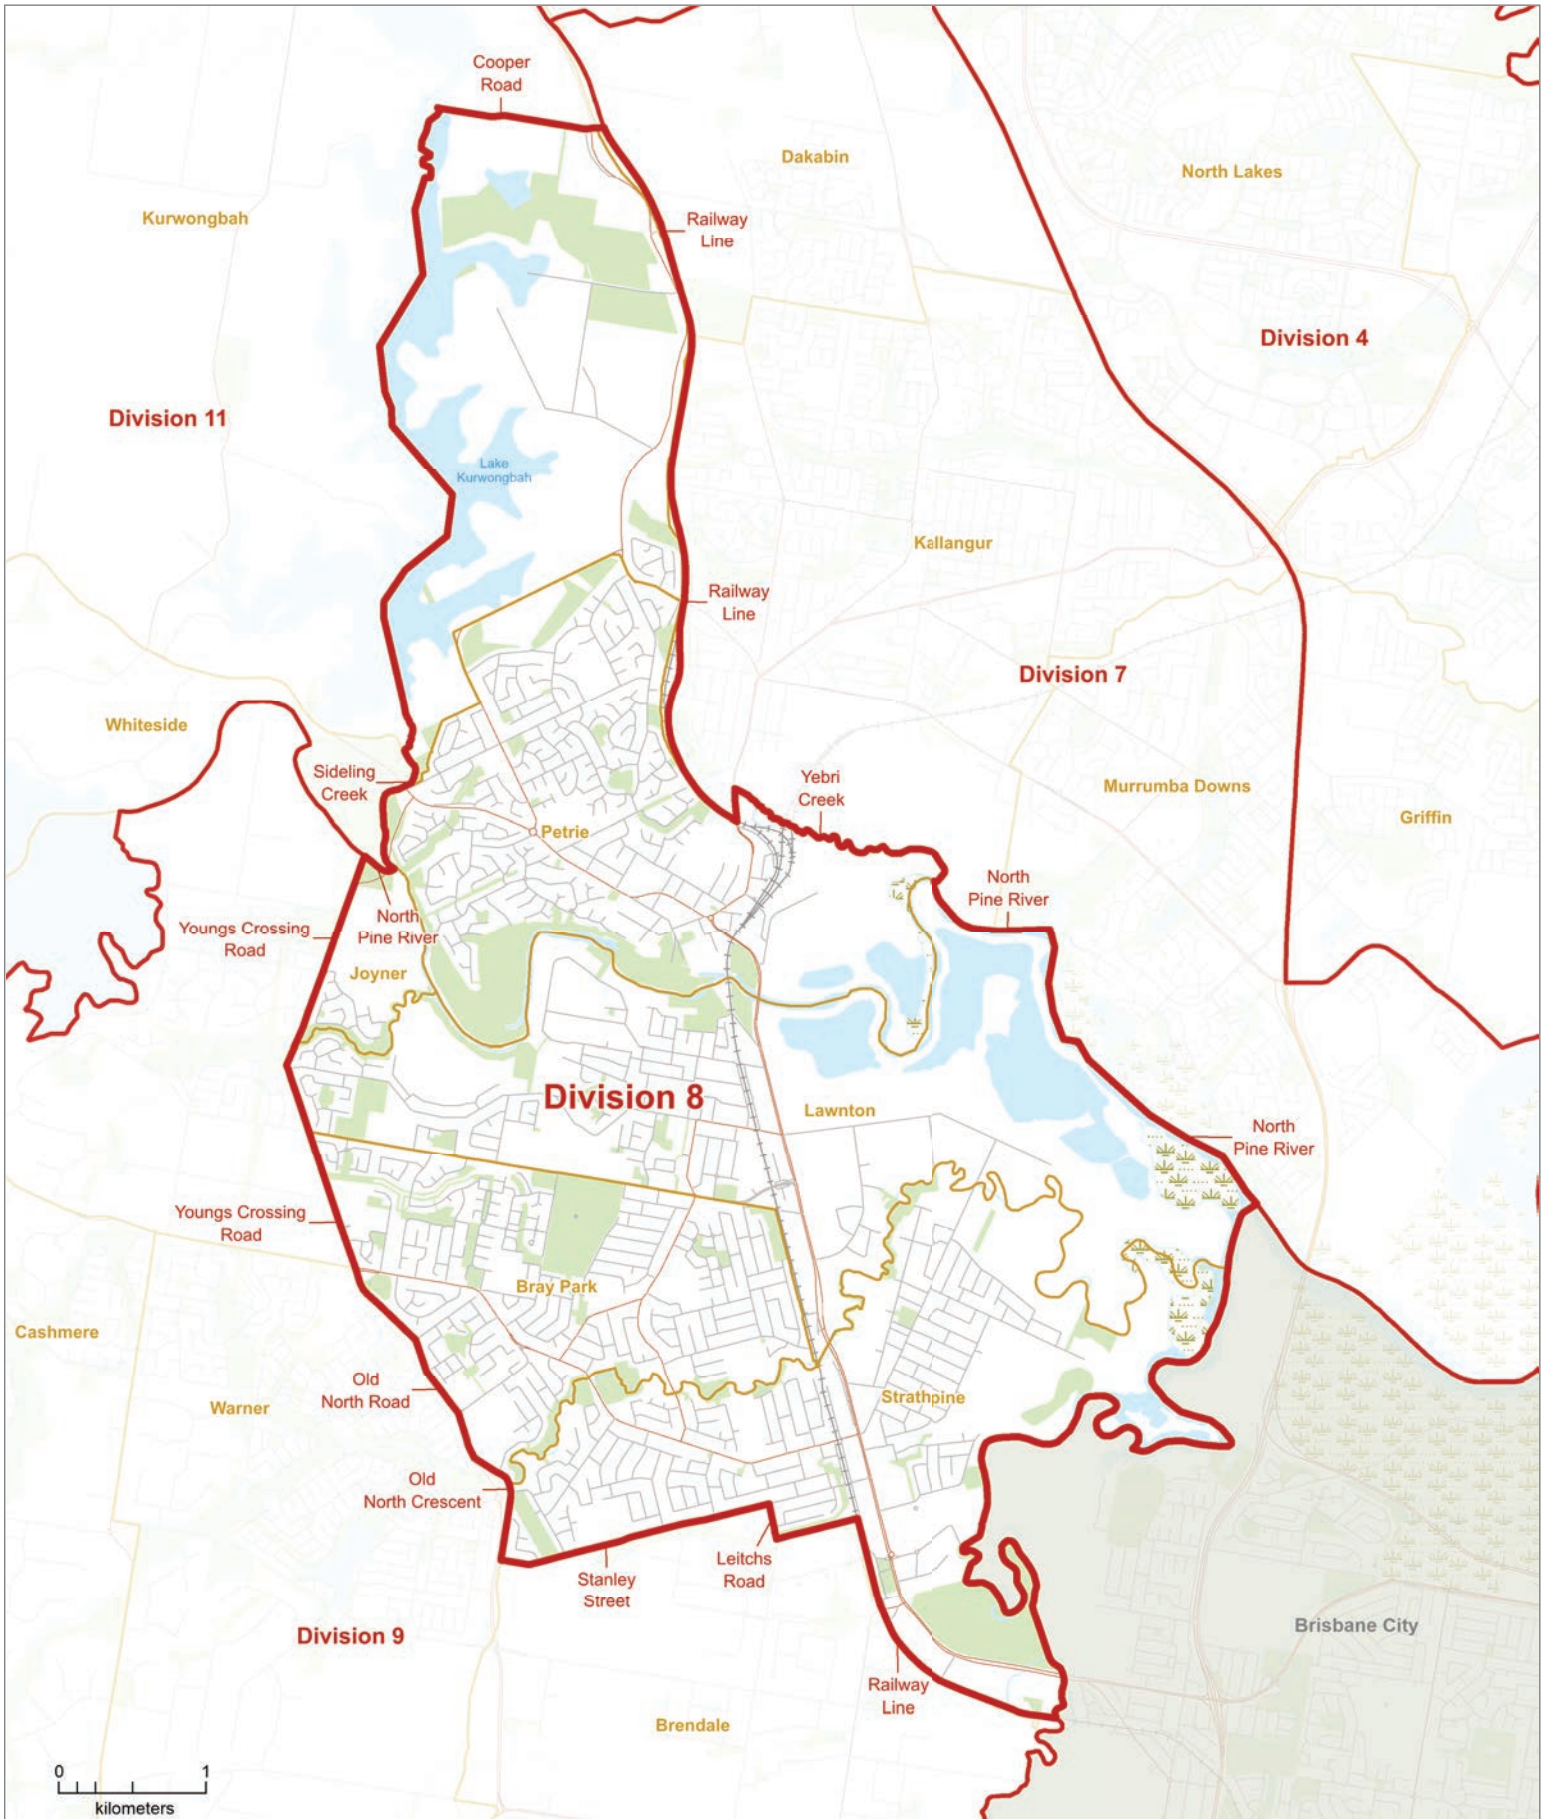 Cooper
Road
Dakabin
North Lakes
Kurwongbah
Railway
Line
Division 4
Division 11
Lake
Kurwongbah
Kallangur
Railway
Line
Division 7
Whiteside
Sideling
Creek
Yebri
Creek
Murrumba Downs
Griffin
Petrie
North
Pine River
North
Pine River
Youngs Crossing
Road
Joyner
Division 8
Lawnton
North
Pine River
Youngs Crossing
Road
Bray Park
Cashmere
Old
North Road
Warner
Strathpine
Old
North Crescent
Leitchs
Road
Stanley
Street
Division 9
Brisbane City
Railway
Line
Brendale
0 1
kilometers